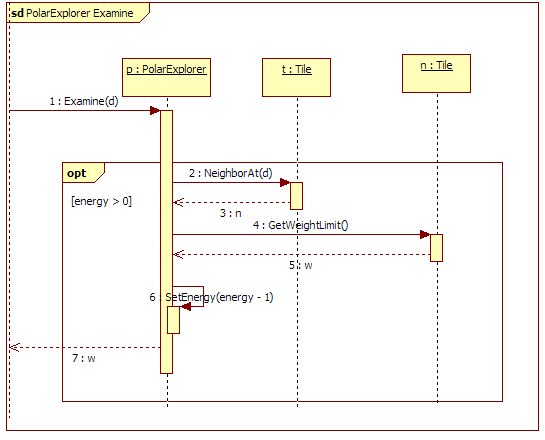 sd PolarExplorer Examine
p : PolarExplorer
t : Tile
n : Tile
1 : Examine(d)
opt
2 : NeighborAt(d)
[energy > 0]
3 : n
4 : GetWeightLimit()
5 : w
6 : SetEnergy(energy - 1)
7 : w